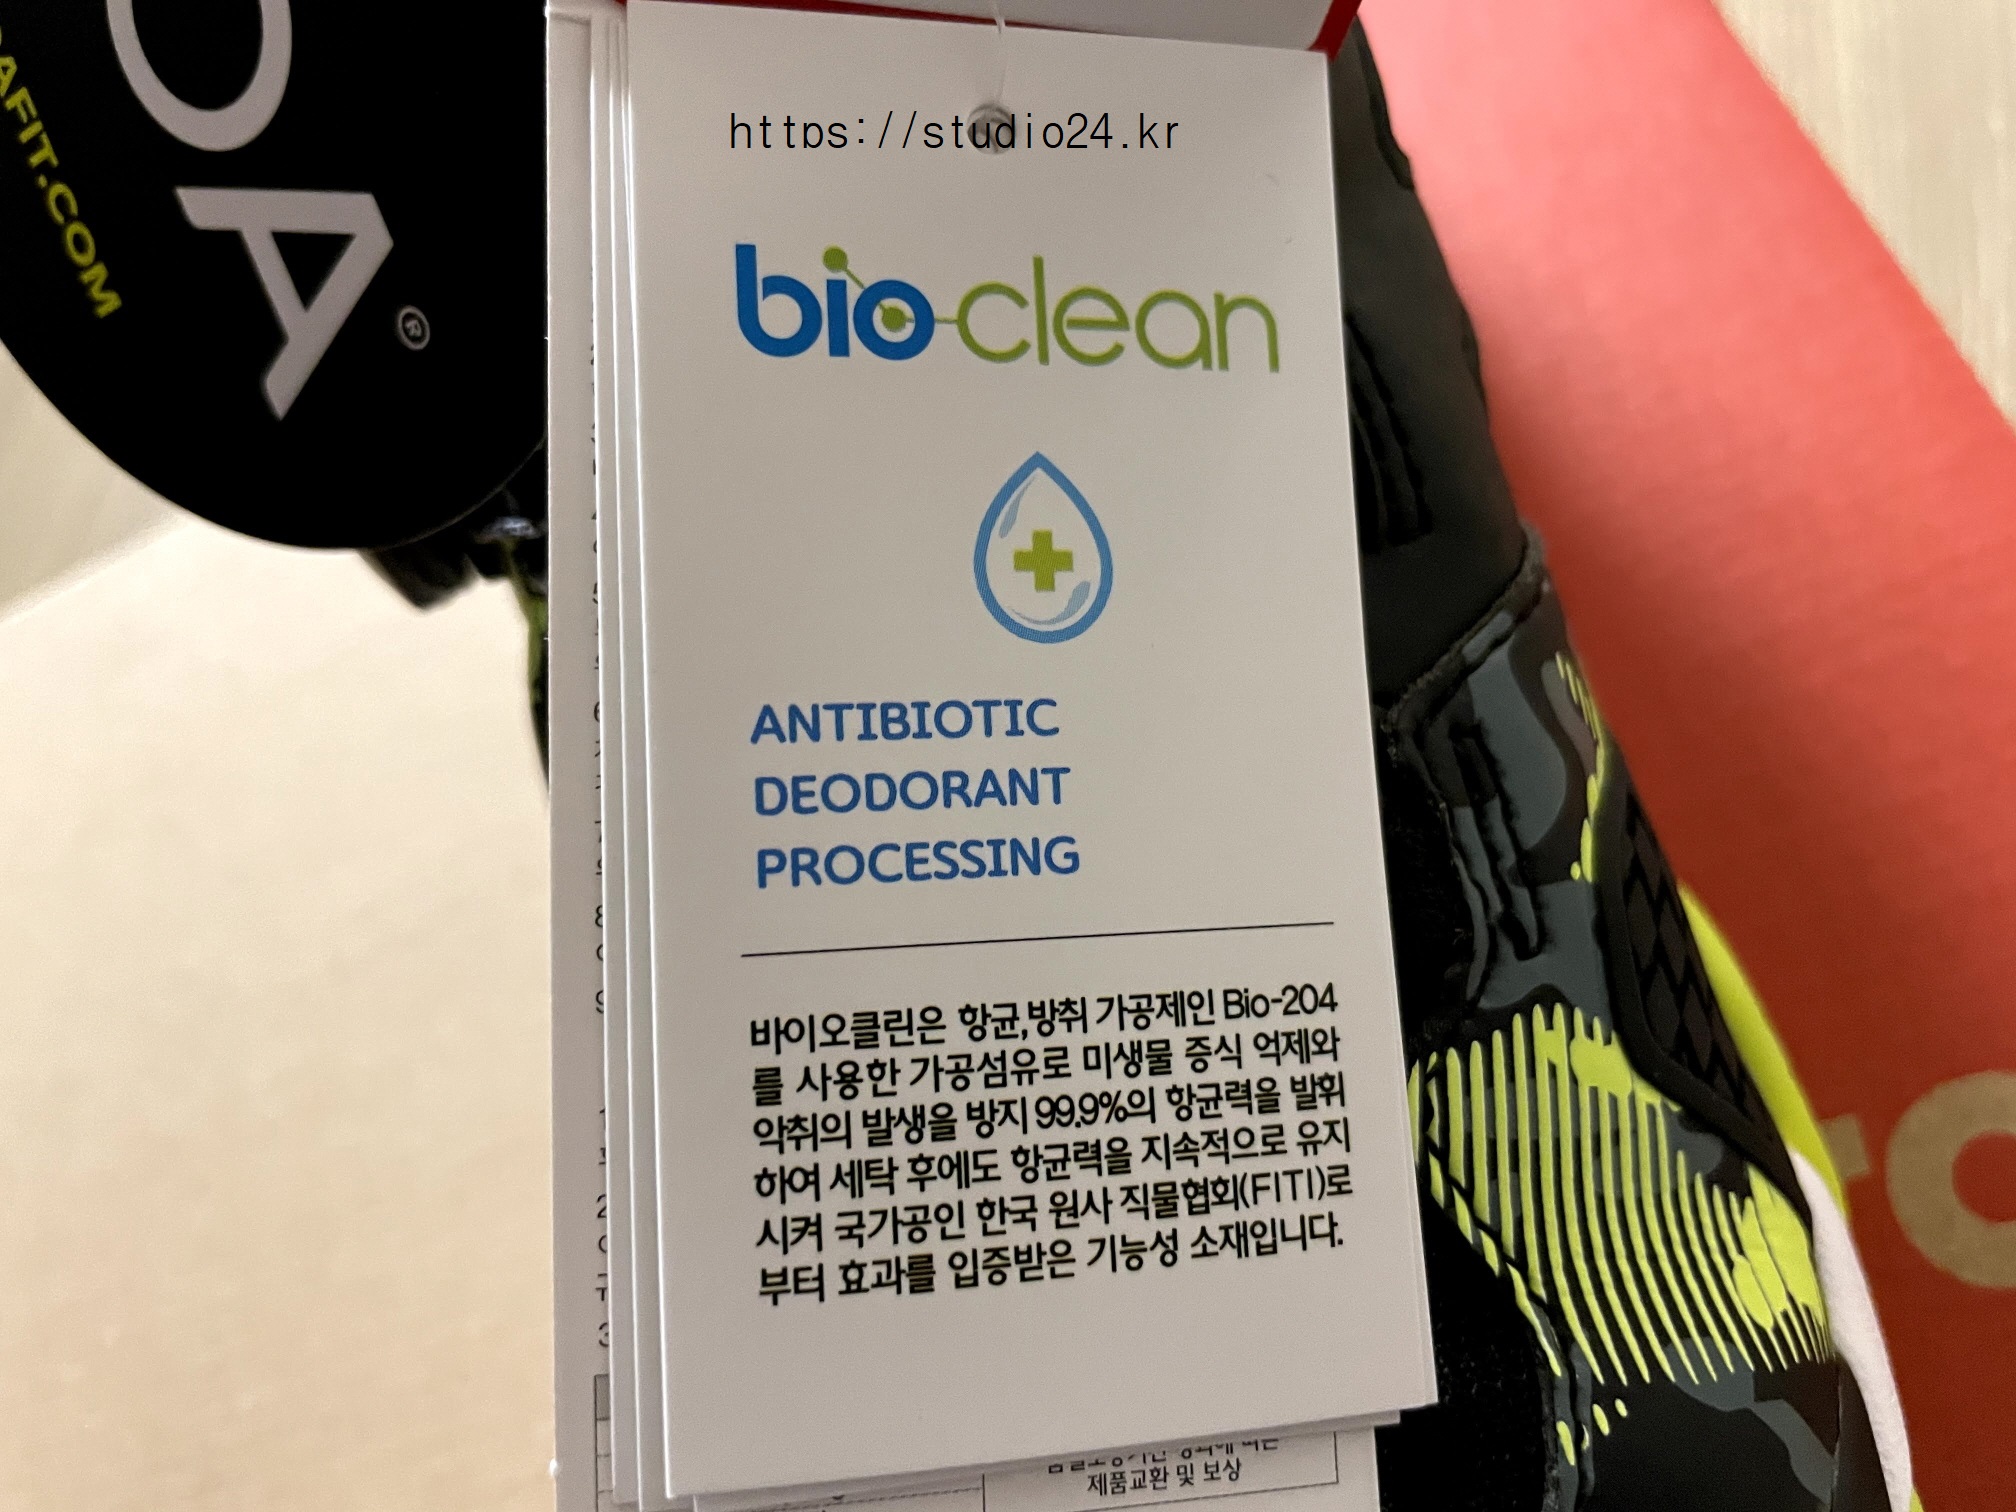 https://studio24.kr
OA
AFIT.COM
®
bio-clean
ANTIBIOTIC
DEODORANT
PROCESSING
바이오클린은 항균,방취 가공제인 Bio-204
를 사용한 가공섬유로 미생물 증식 억제와
악취의 발생을 방지 99.9%의 항균력을 발휘
하여 세탁 후에도 항균력을 지속적으로 유지
시켜 국가공인 한국 원사 직물협회(FITI)로
부터 효과를 입증받은 기능성 소재입니다.
제품교환 및 보상